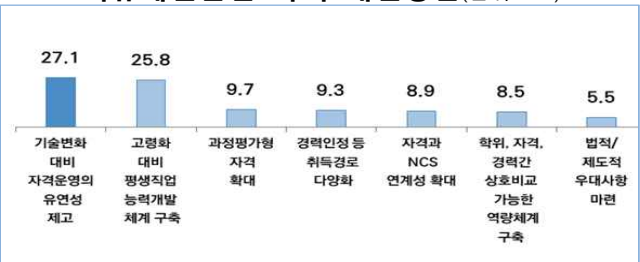 27.1
25.8
9.7
9.3
8.9
8.5
5.5
기술변화
대비
자격운영의
유연성
제고
고령화
대비
평생직업
능력개발
체계 구축
과정평가형
자격
확대
경력인정 등
취득경로
다양화
자격과
NCS
연계성 확대
학위, 자격,
경력간
상호비교
가능한
역량체계
구축
법적/
제도적
우대사항
마련